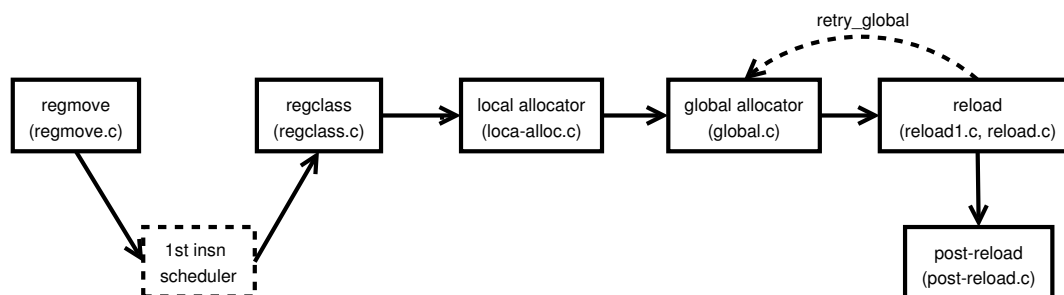 retry_global
regmove
(regmove.c)
regclass
(regclass.c)
local allocator
(loca-alloc.c)
global allocator
(global.c)
reload
(reload1.c, reload.c)
1st insn
scheduler
post-reload
(post-reload.c)